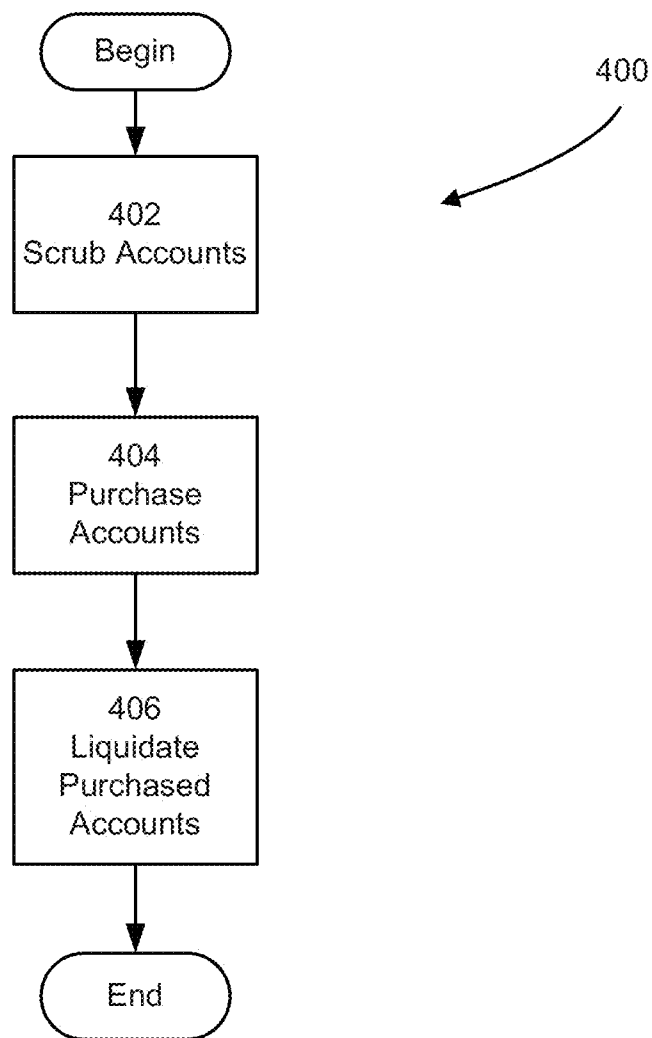 Begin
400
402
Scrub Accounts
404
Purchase
Accounts
406
Liquidate
Purchased
Accounts
End